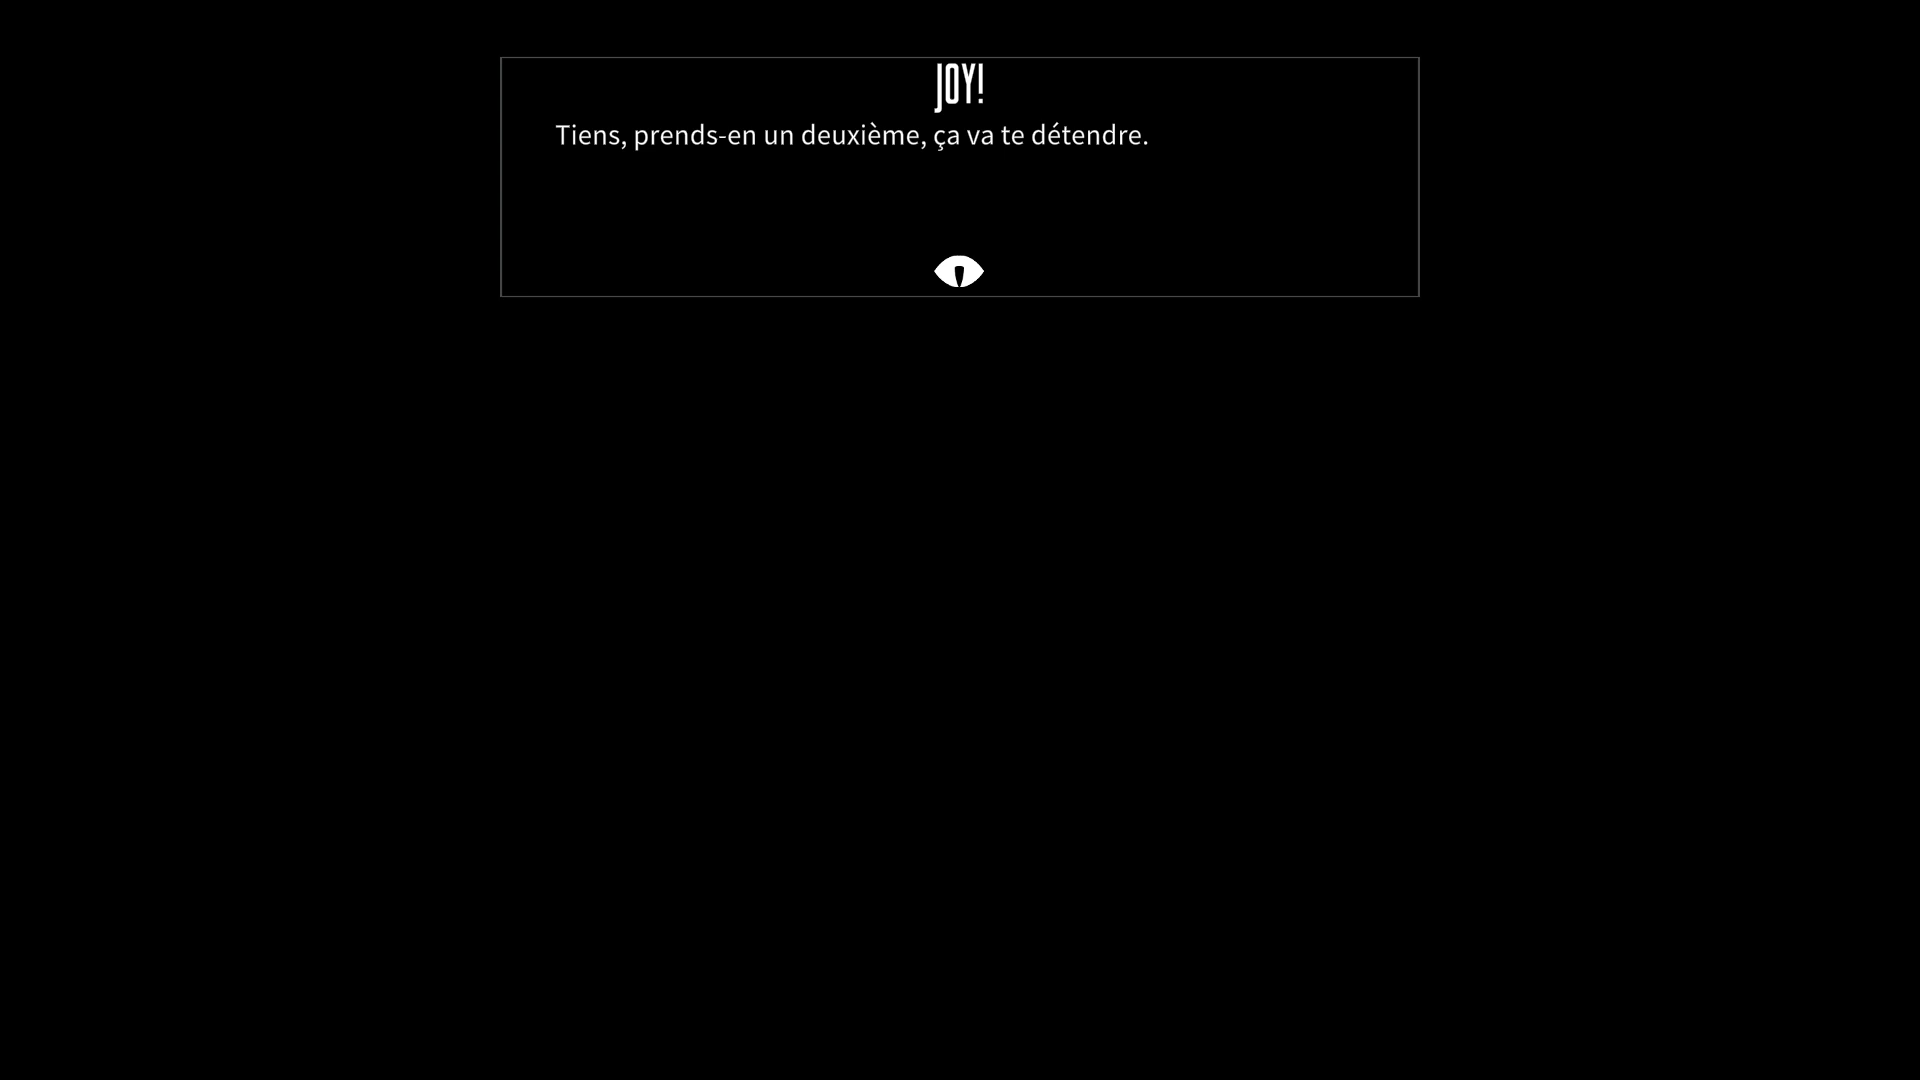 JOY!
Tiens, prends-en un deuxième, ça va te détendre.